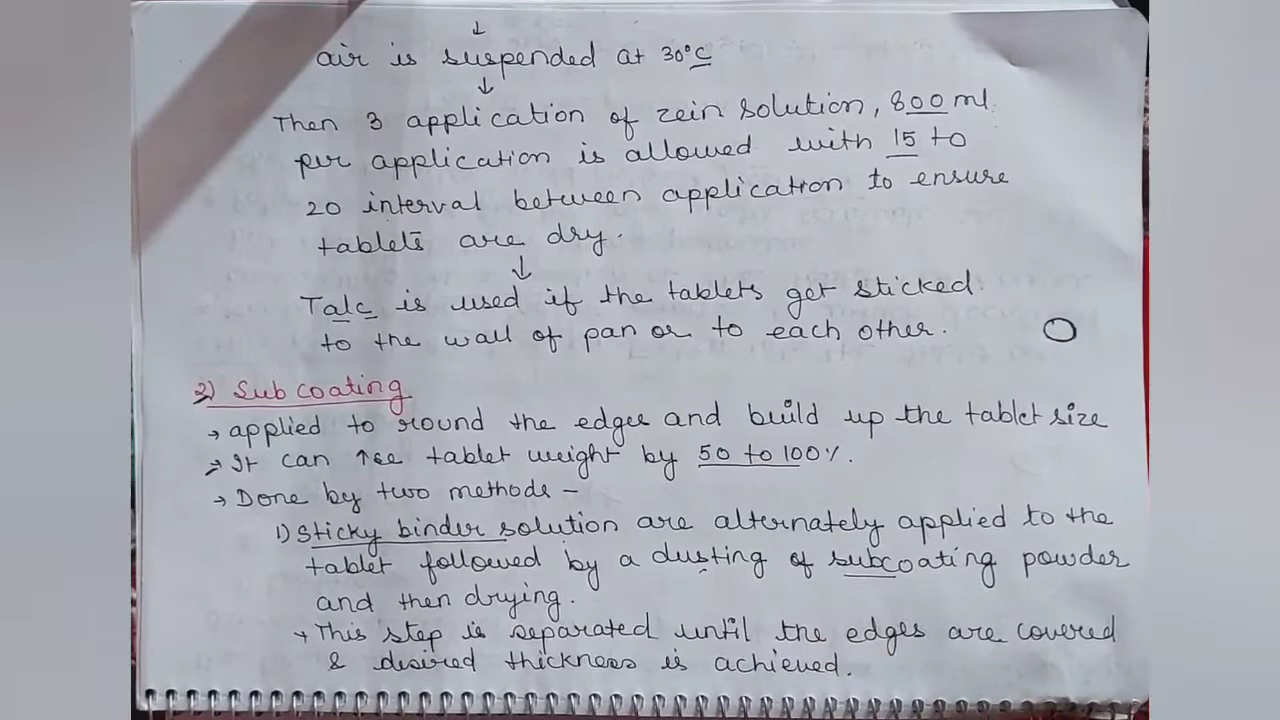 ↓
air is suspended at 30°C
↓
Then 3 application of zein solution, 800 ml
per application is allowed with 15 to
20 interval between application to ensure
tablets are dry.
↓
Talc is used if the tablets get sticked
to the wall of pan or to each other.
2) Sub coating
→ applied to round the edges and build up the tablet size
→ It can ↑se tablet weight by 50 to 100%.
→ Done by two methods –
1) Sticky binder solution are alternately applied to the
tablet followed by a dusting of subcoating powder
and then drying.
→ This step is separated until the edges are covered
& desired thickness is achieved.